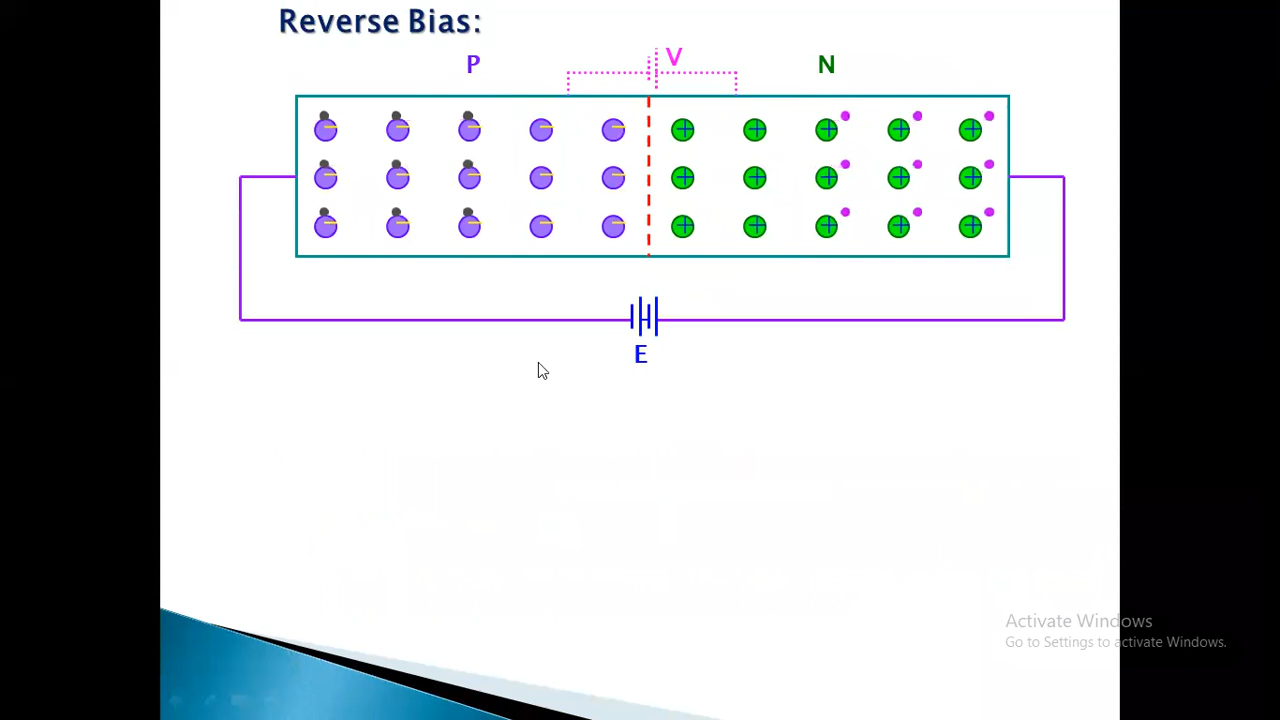 Reverse Bias:
P
V
N
E
Activate Windows
Go to Settings to activate Windows.